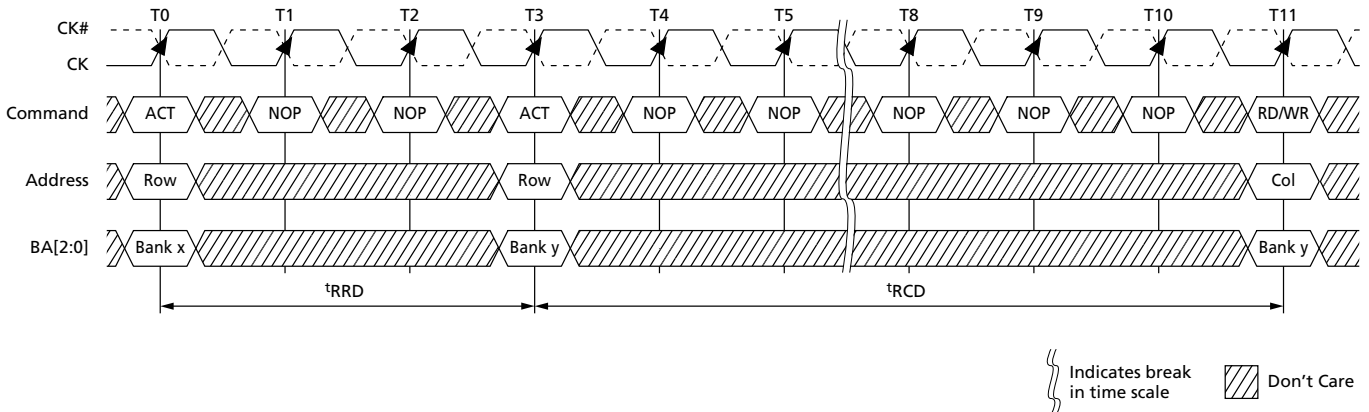 T0 T1 T2 T3 T4 T5 T8 T9 T10 T11
CK#
CK
Command ACT NOP NOP ACT NOP NOP NOP NOP NOP RD/WR
Address Row Row Col
BA[2:0] Bank x Bank y Bank y
tRRD tRCD
Indicates break
in time scale
Don't Care